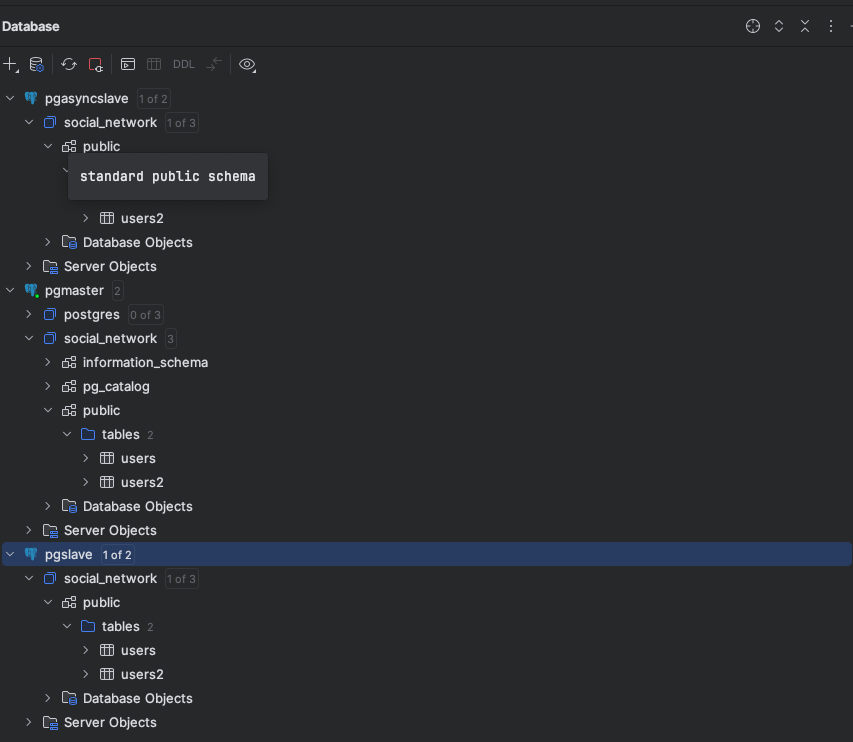 Database
DDL
pgasyncslave 1 of 2
social_network 1 of 3
public
standard public schema
users2
Database Objects
Server Objects
pgmaster 2
postgres 0 of 3
social_network 3
information_schema
pg_catalog
public
tables 2
users
users2
Database Objects
Server Objects
pgslave 1 of 2
social_network 1 of 3
public
tables 2
users
users2
Database Objects
Server Objects